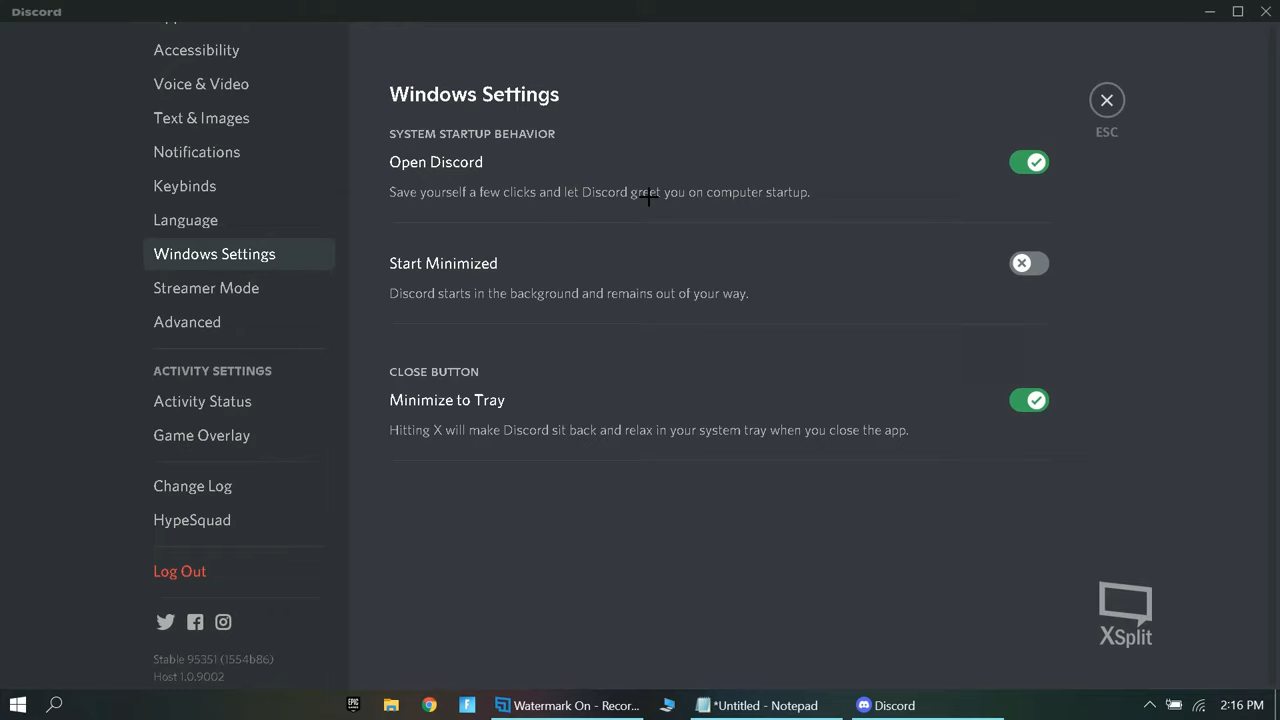 Discord
Accessibility
Voice & Video
Text & Images
Notifications
Keybinds
Language
Windows Settings
Streamer Mode
Advanced
ACTIVITY SETTINGS
Activity Status
Game Overlay
Change Log
HypeSquad
Log Out
Stable 95351 (1554b86)
Host 1.0.9002
Windows Settings
SYSTEM STARTUP BEHAVIOR
Open Discord
Save yourself a few clicks and let Discord greet you on computer startup.
Start Minimized
Discord starts in the background and remains out of your way.
CLOSE BUTTON
Minimize to Tray
Hitting X will make Discord sit back and relax in your system tray when you close the app.
ESC
XSplit
EPIC
Watermark On - Recor...
*Untitled - Notepad
Discord
2:16 PM